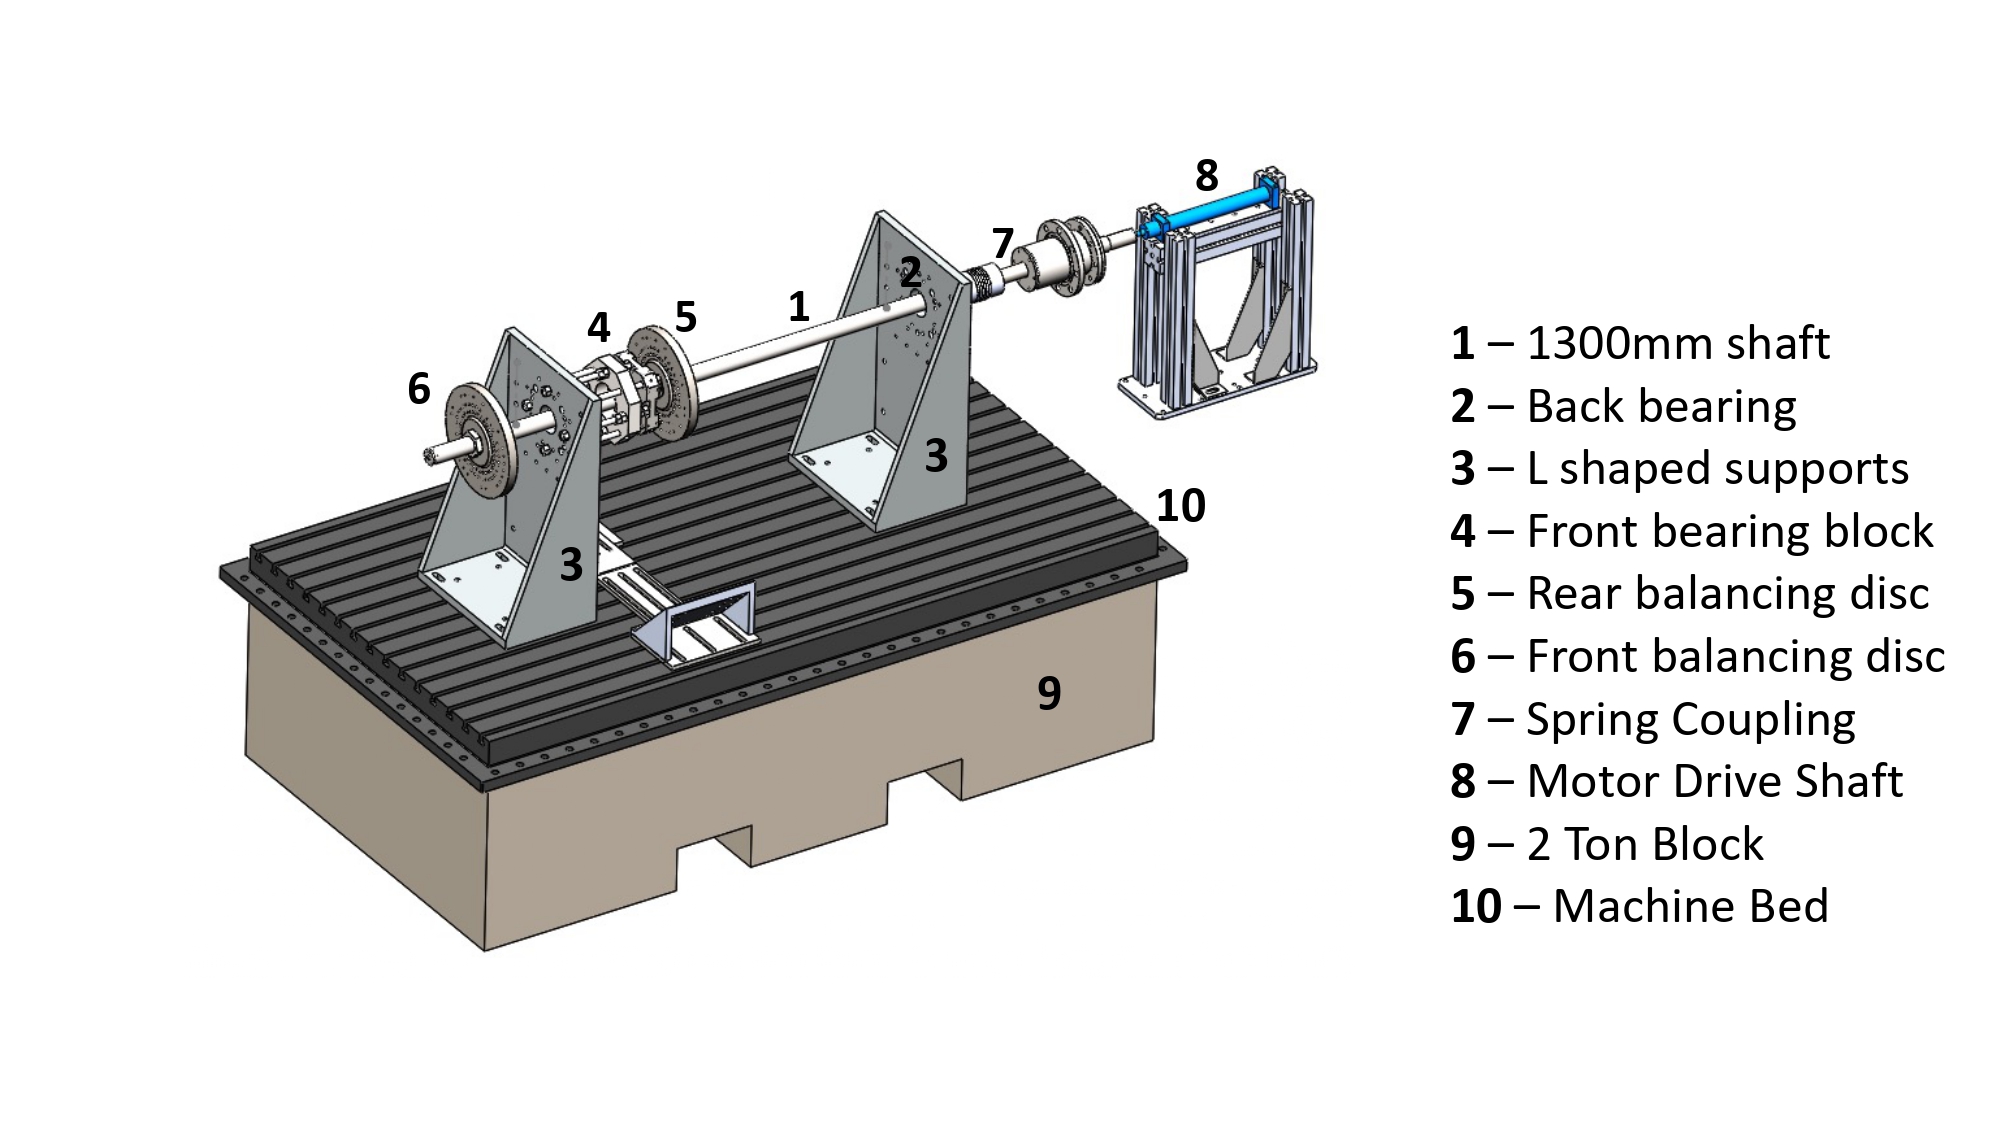 8
7
2
1
5
4
6
3
10
3
9
1 – 1300mm shaft
2 – Back bearing
3 – L shaped supports
4 – Front bearing block
5 – Rear balancing disc
6 – Front balancing disc
7 – Spring Coupling
8 – Motor Drive Shaft
9 – 2 Ton Block
10 – Machine Bed